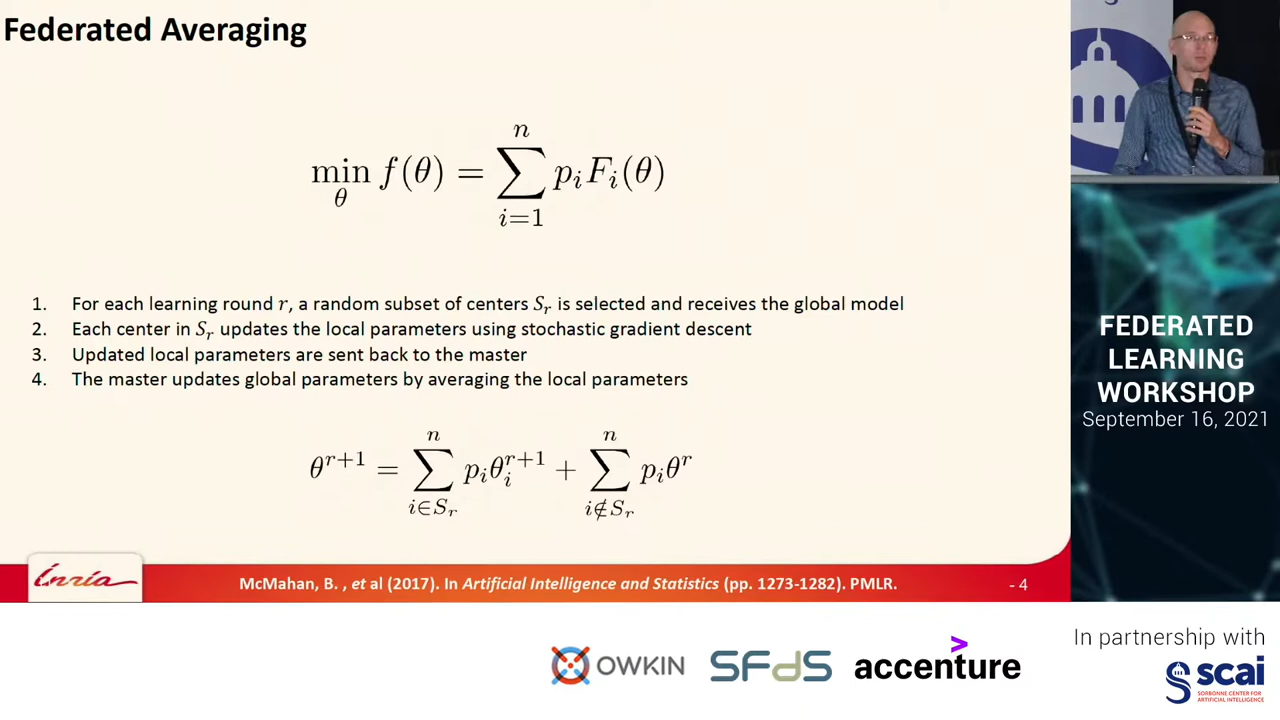 Federated Averaging
min_θ f(θ) = ∑_{i=1}^{n} p_i F_i(θ)
1. For each learning round r, a random subset of centers S_r is selected and receives the global model
2. Each center in S_r updates the local parameters using stochastic gradient descent
3. Updated local parameters are sent back to the master
4. The master updates global parameters by averaging the local parameters
θ^{r+1} = ∑_{i∈S_r}^{n} p_i θ_i^{r+1} + ∑_{i∉S_r}^{n} p_i θ^r
Inria
McMahan, B. , et al (2017). In Artificial Intelligence and Statistics (pp. 1273-1282). PMLR.
- 4
FEDERATED
LEARNING
WORKSHOP
September 16, 2021
OWKIN
SFdS
accenture
In partnership with
scai
SORBONNE CENTER FOR
ARTIFICIAL INTELLIGENCE